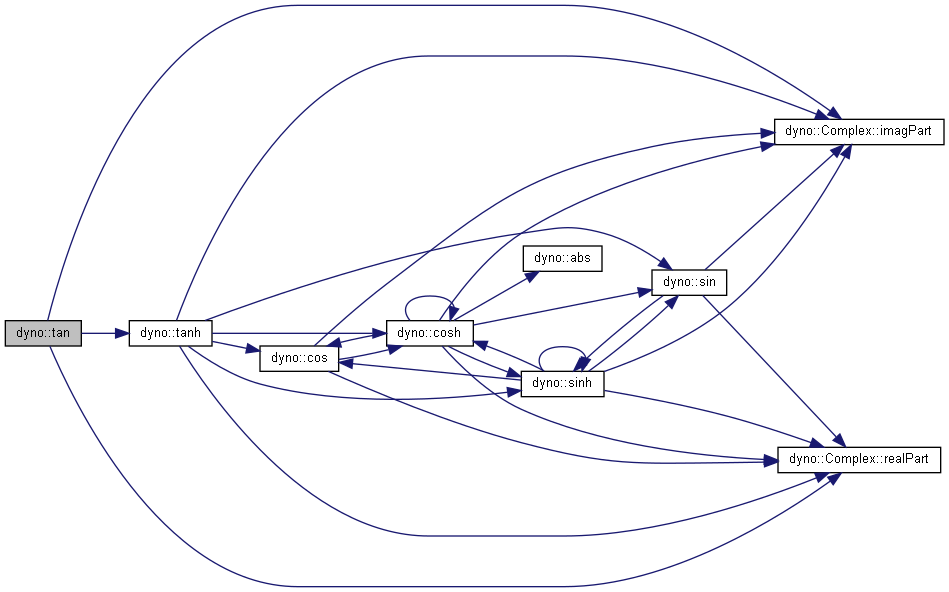 dyno::tan
dyno::tanh
dyno::cos
dyno::cosh
dyno::abs
dyno::sinh
dyno::sin
dyno::Complex::imagPart
dyno::Complex::realPart